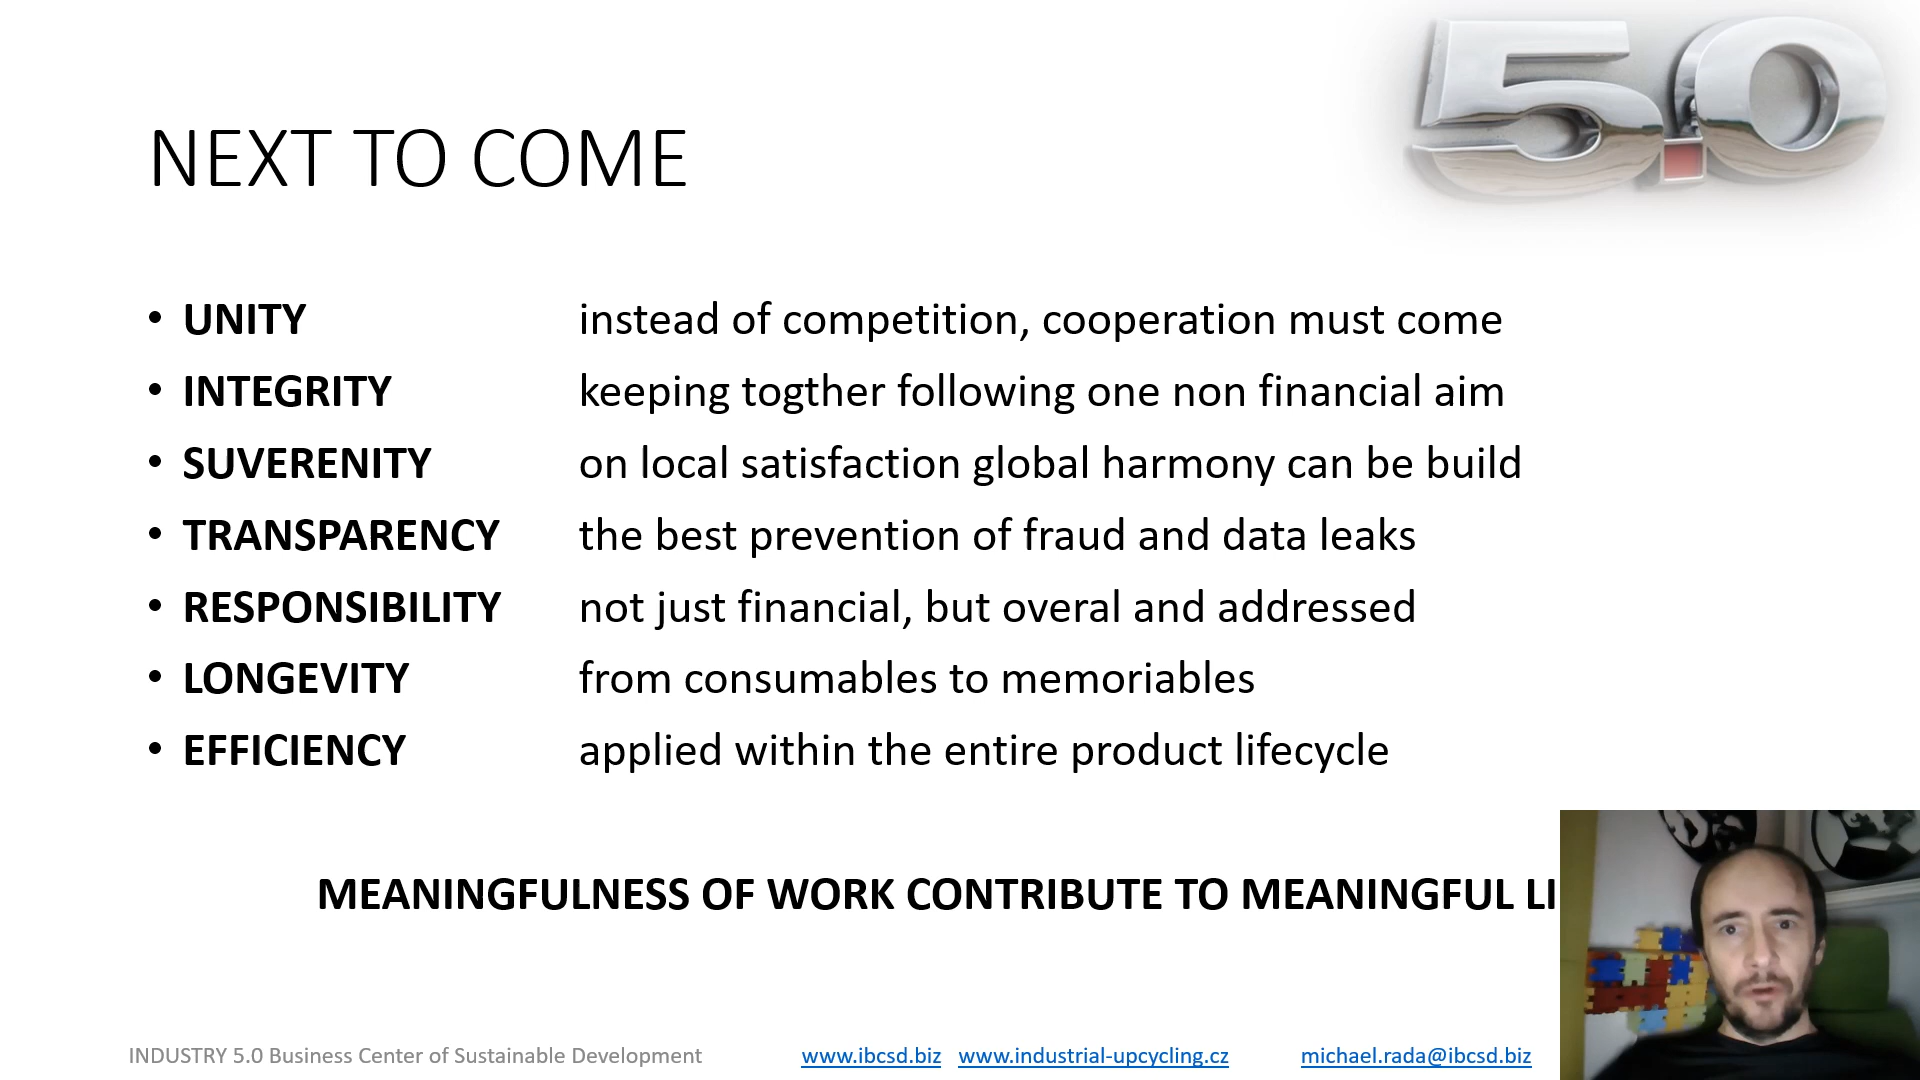 5.0
NEXT TO COME
• UNITY instead of competition, cooperation must come
• INTEGRITY keeping togther following one non financial aim
• SUVERENITY on local satisfaction global harmony can be build
• TRANSPARENCY the best prevention of fraud and data leaks
• RESPONSIBILITY not just financial, but overal and addressed
• LONGEVITY from consumables to memoriables
• EFFICIENCY applied within the entire product lifecycle
MEANINGFULNESS OF WORK CONTRIBUTE TO MEANINGFUL LI
INDUSTRY 5.0 Business Center of Sustainable Development www.ibcsd.biz www.industrial-upcycling.cz michael.rada@ibcsd.biz